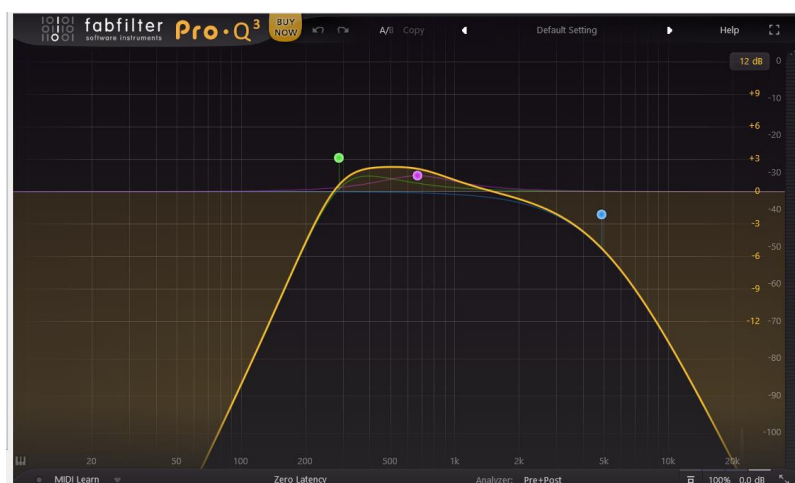 fabfilter
software instruments
Pro·Q³
BUY
NOW
A/B Copy
Default Setting
Help
12 dB 0
+9 -10
+6 -20
+3 -30
0 -40
-3 -50
-6 -60
-9 -70
-12 -80
-90
-100
20 50 100 200 500 1k 2k 5k 10k 20k
MIDI Learn Zero Latency Analyzer: Pre+Post 100% 0.0 dB